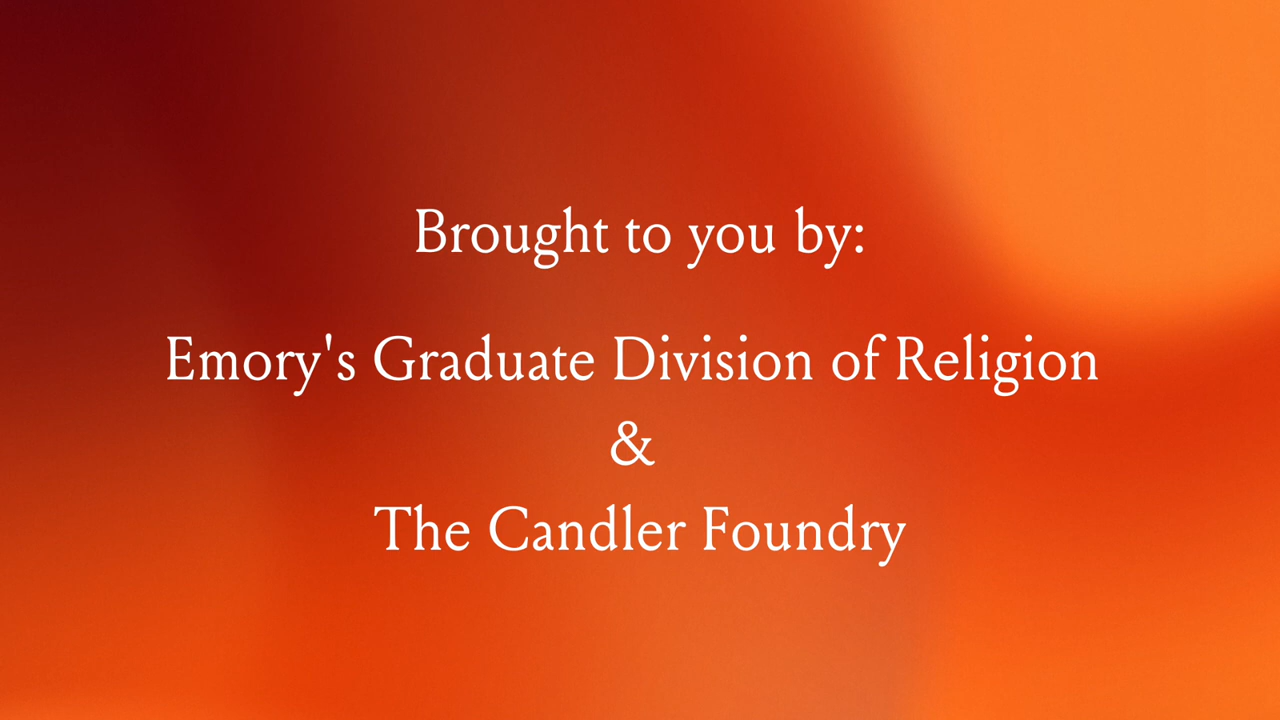 Brought to you by:
Emory's Graduate Division of Religion
&
The Candler Foundry